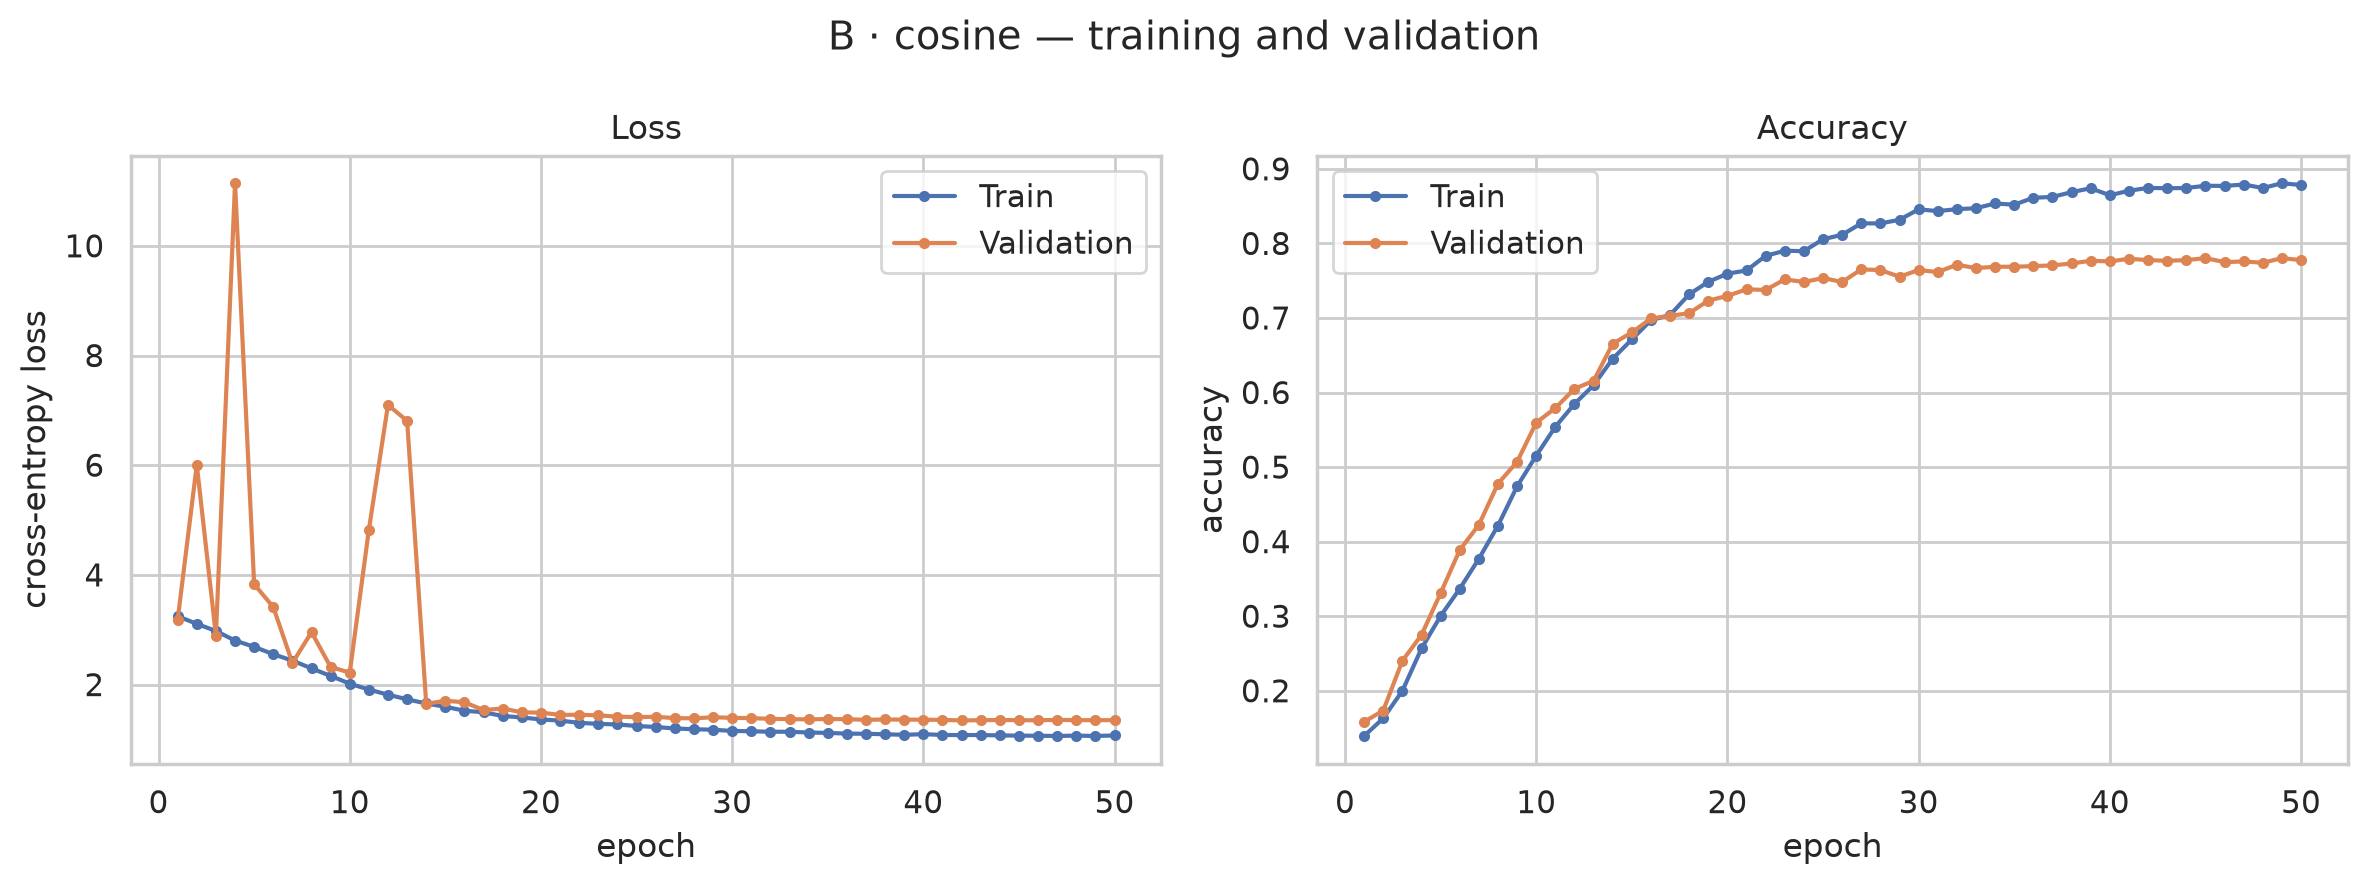 B · cosine — training and validation
Loss
Train
Validation
10
8
6
4
2
cross-entropy loss
0 10 20 30 40 50
epoch
Accuracy
Train
Validation
0.9
0.8
0.7
0.6
0.5
0.4
0.3
0.2
accuracy
0 10 20 30 40 50
epoch